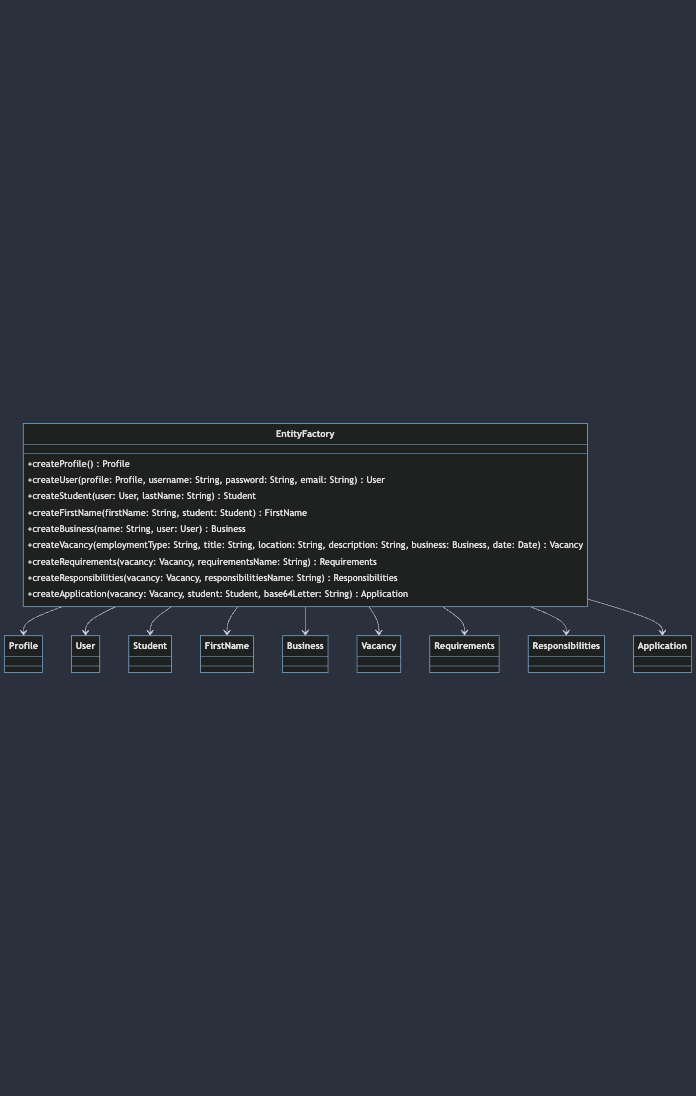 EntityFactory
+createProfile() : Profile
+createUser(profile: Profile, username: String, password: String, email: String) : User
+createStudent(user: User, lastName: String) : Student
+createFirstName(firstName: String, student: Student) : FirstName
+createBusiness(name: String, user: User) : Business
+createVacancy(employmentType: String, title: String, location: String, description: String, business: Business, date: Date) : Vacancy
+createRequirements(vacancy: Vacancy, requirementsName: String) : Requirements
+createResponsibilities(vacancy: Vacancy, responsibilitiesName: String) : Responsibilities
+createApplication(vacancy: Vacancy, student: Student, base64Letter: String) : Application
Profile
User
Student
FirstName
Business
Vacancy
Requirements
Responsibilities
Application